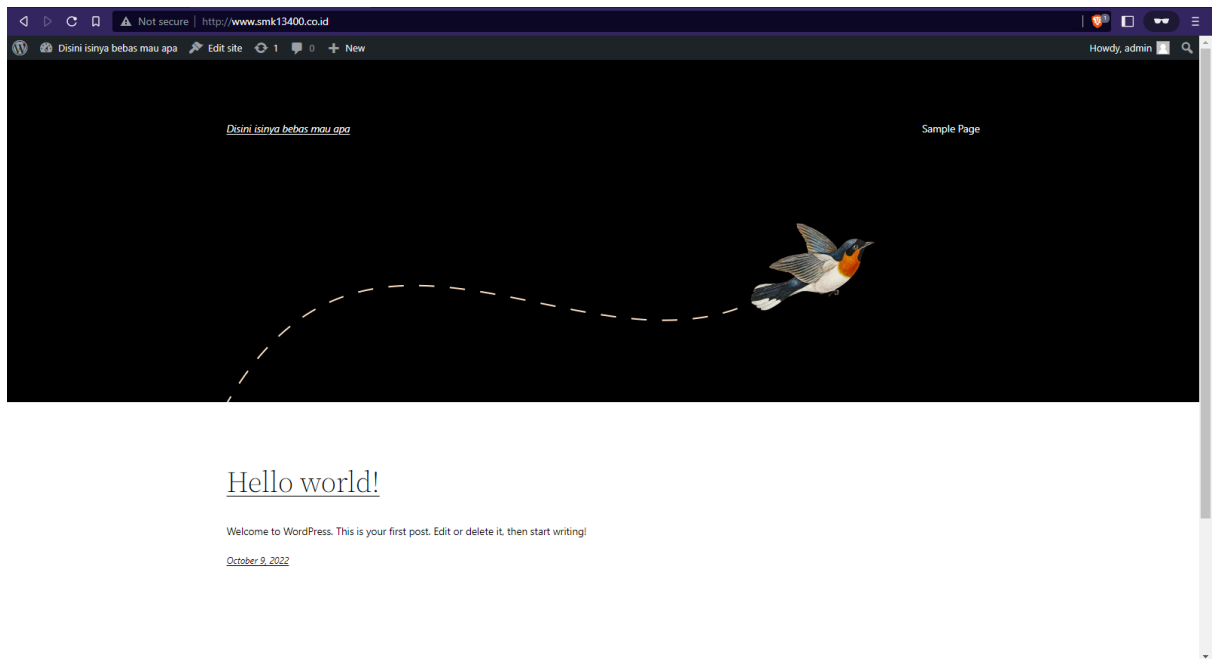 Not secure | http://www.smk13400.co.id
1
Disini isinya bebas mau apa Edit site 1 0 New Howdy, admin
Disini isinya bebas mau apa Sample Page
Hello world!
Welcome to WordPress. This is your first post. Edit or delete it, then start writing!
October 9, 2022